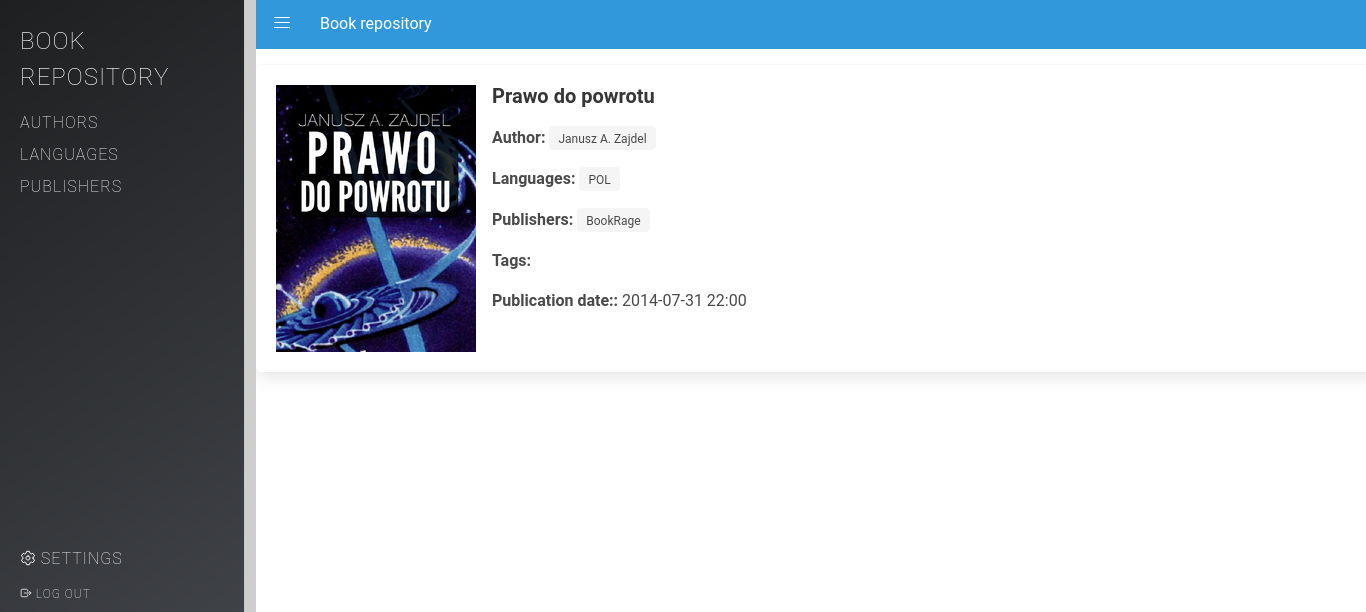 BOOK
REPOSITORY
AUTHORS
LANGUAGES
PUBLISHERS
SETTINGS
LOG OUT
Book repository
JANUSZ A. ZAJDEL
PRAWO
DO POWROTU
Prawo do powrotu
Author: Janusz A. Zajdel
Languages: POL
Publishers: BookRage
Tags:
Publication date:: 2014-07-31 22:00